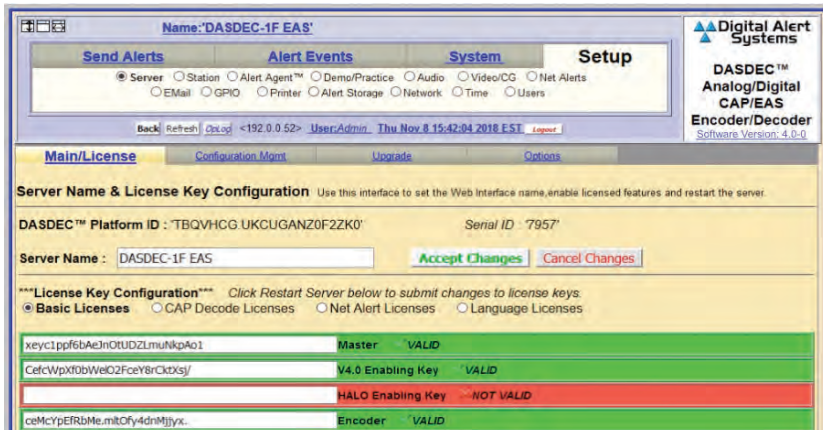 Name:'DASDEC-1F EAS'
Send Alerts Alert Events System Setup
Server Station Alert Agent™ Demo/Practice Audio Video/CG Net Alerts
EMail GPIO Printer Alert Storage Network Time Users
Back Refresh OpLog <192.0.0.52> User:Admin Thu Nov 8 15:42:04 2018 EST Logout
Digital Alert
Systems
DASDEC™
Analog/Digital
CAP/EAS
Encoder/Decoder
Software Version: 4.0-0
Main/License Configuration Mgmt Upgrade Options
Server Name & License Key Configuration Use this interface to set the Web Interface name,enable licensed features and restart the server.
DASDEC™ Platform ID : 'TBQVHCG.UKCUGANZ0F2ZK0' Serial ID : '7957'
Server Name : DASDEC-1F EAS Accept Changes Cancel Changes
***License Key Configuration*** Click Restart Server below to submit changes to license keys.
Basic Licenses CAP Decode Licenses Net Alert Licenses Language Licenses
xeyc1ppf6bAeJnOtUDZLmuNkpAo1 Master VALID
CefcWpXf0bWelO2FceY8rCktXsj/ V4.0 Enabling Key VALID
HALO Enabling Key NOT VALID
ceMcYpEfRbMe.mltOfy4dnMjjyx. Encoder VALID